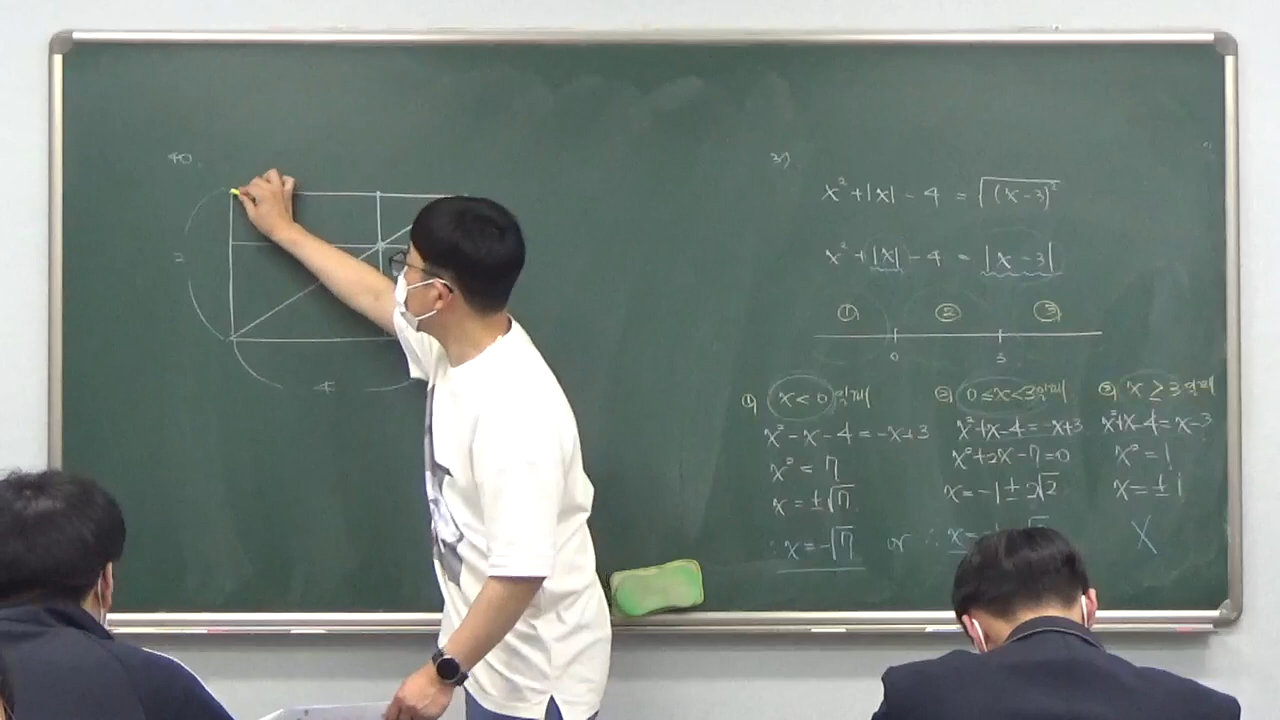 40.
2
4
37
x² + |x| - 4 = √(x-3)²
x² + |x| - 4 = |x-3|
① ② ③
0 3
① x < 0 일 때
x² - x - 4 = -x+3
x² = 7
x = ±√7
∴ x = -√7 or
② 0 ≤ x < 3 일 때
x² + x - 4 = -x+3
x² + 2x - 7 = 0
x = -1 ± 2√2
∴ x = -1
③ x ≥ 3 일 때
x² + x - 4 = x - 3
x² = 1
x = ±1
X